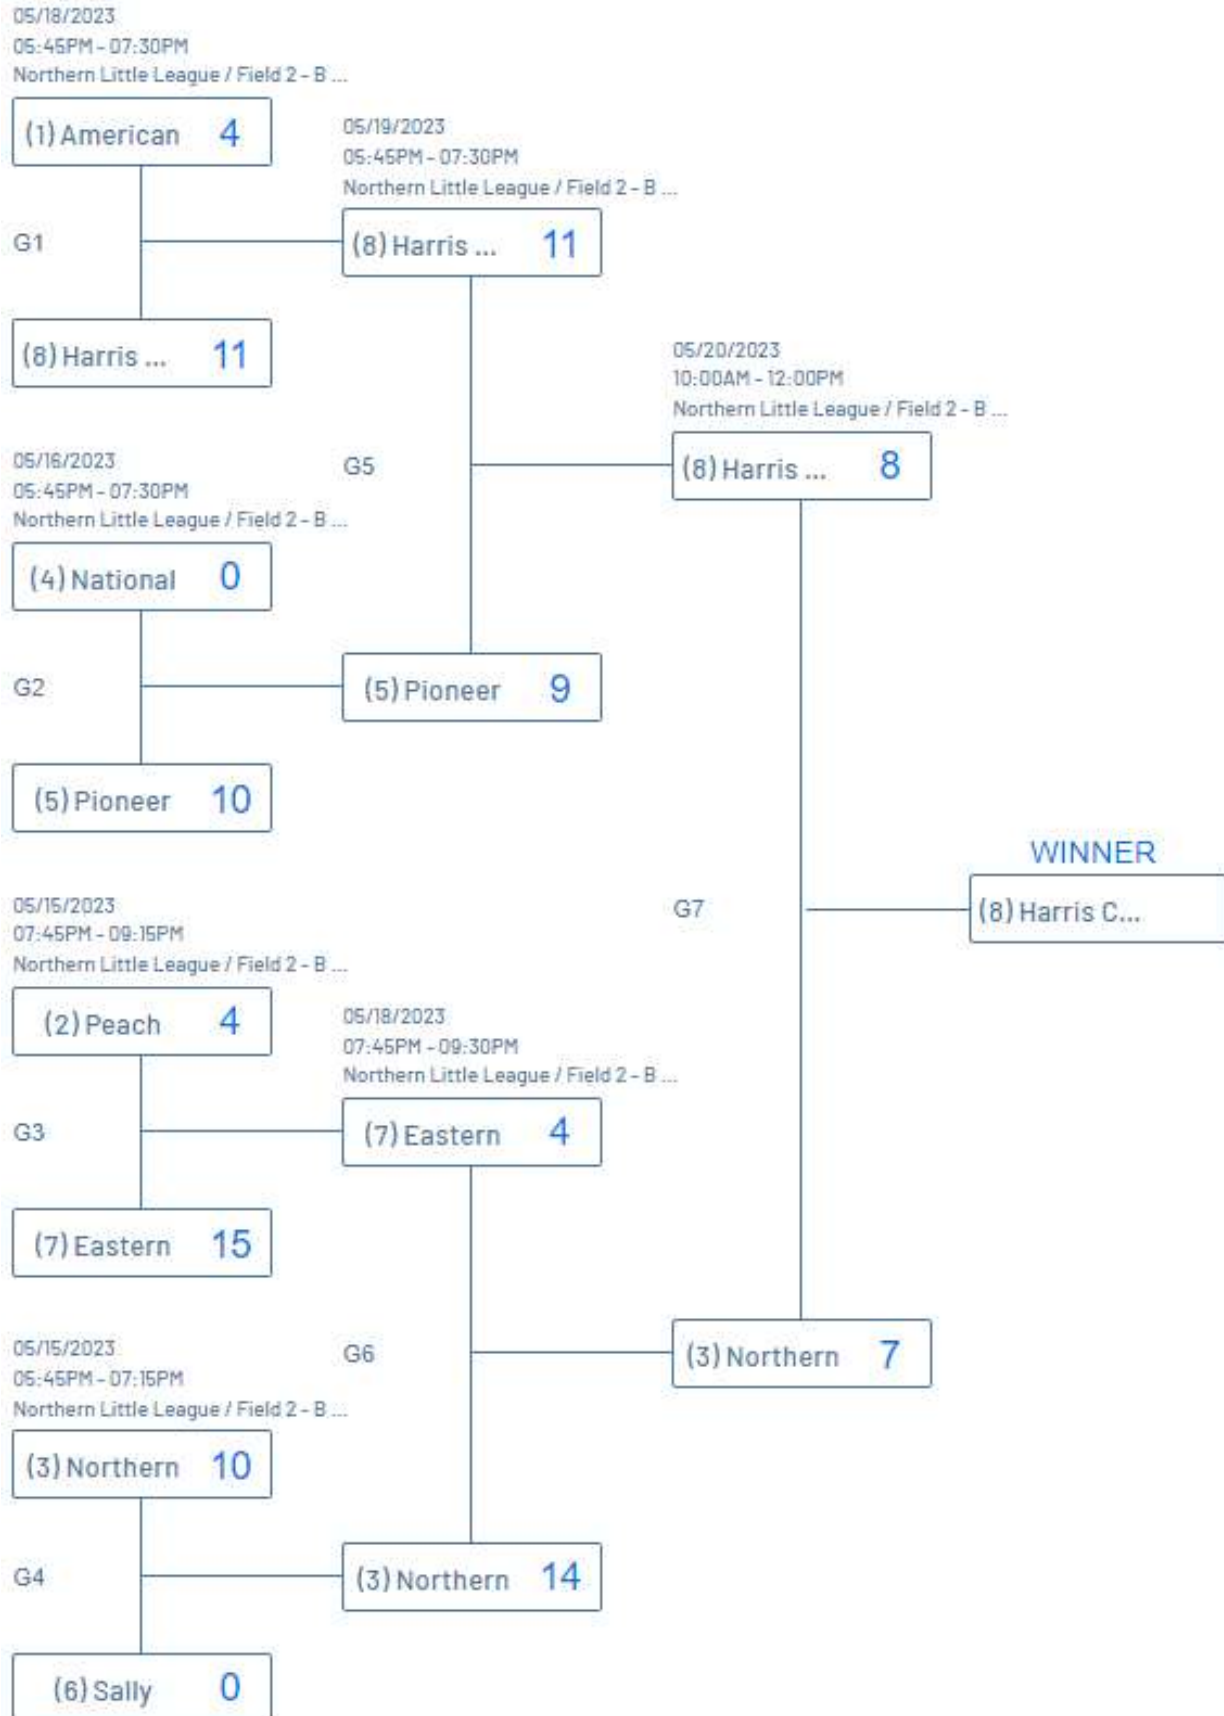 05/18/2023
05:45PM - 07:30PM
Northern Little League / Field 2 - B ...
(1) American 4
05/19/2023
05:45PM - 07:30PM
Northern Little League / Field 2 - B ...
G1
(8) Harris ... 11
(8) Harris ... 11
05/20/2023
10:00AM - 12:00PM
Northern Little League / Field 2 - B ...
05/16/2023
05:45PM - 07:30PM
Northern Little League / Field 2 - B ...
G5
(8) Harris ... 8
(4) National 0
G2
(5) Pioneer 9
(5) Pioneer 10
WINNER
05/15/2023
07:45PM - 09:15PM
Northern Little League / Field 2 - B ...
G7
(8) Harris C...
(2) Peach 4
05/18/2023
07:45PM - 09:30PM
Northern Little League / Field 2 - B ...
G3
(7) Eastern 4
(7) Eastern 15
05/15/2023
05:45PM - 07:15PM
Northern Little League / Field 2 - B ...
G6
(3) Northern 7
(3) Northern 10
G4
(3) Northern 14
(6) Sally 0